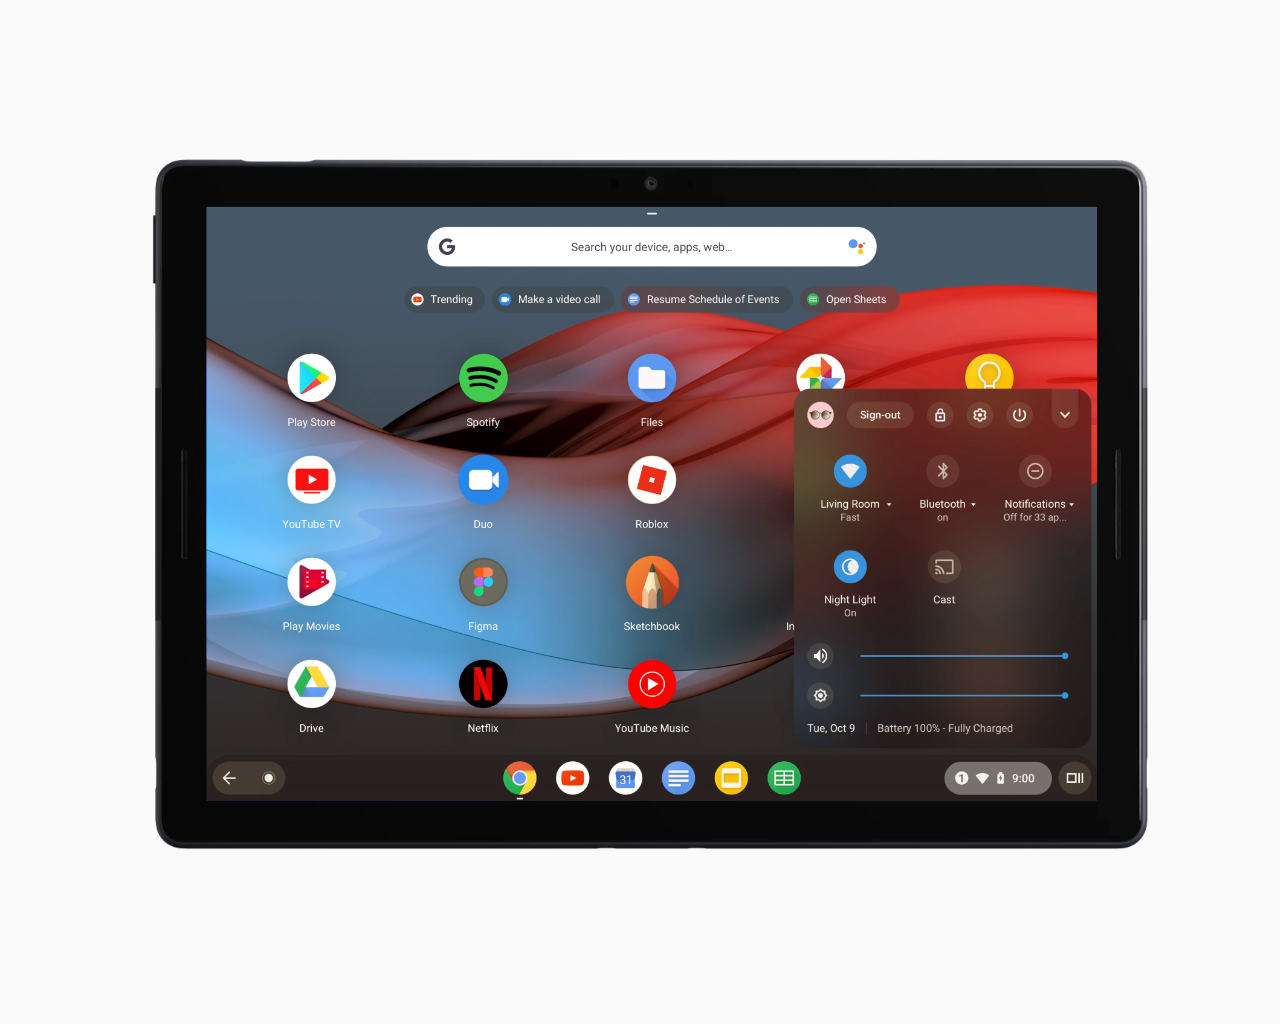 Search your device, apps, web...
Trending
Make a video call
Resume Schedule of Events
Open Sheets
Play Store
Spotify
Files
Sign-out
YouTube TV
Duo
Roblox
Living Room
Fast
Bluetooth
on
Notifications
Off for 33 ap...
Play Movies
Figma
Sketchbook
In
Night Light
On
Cast
Drive
Netflix
YouTube Music
Tue, Oct 9
Battery 100% - Fully Charged
31
1
9:00